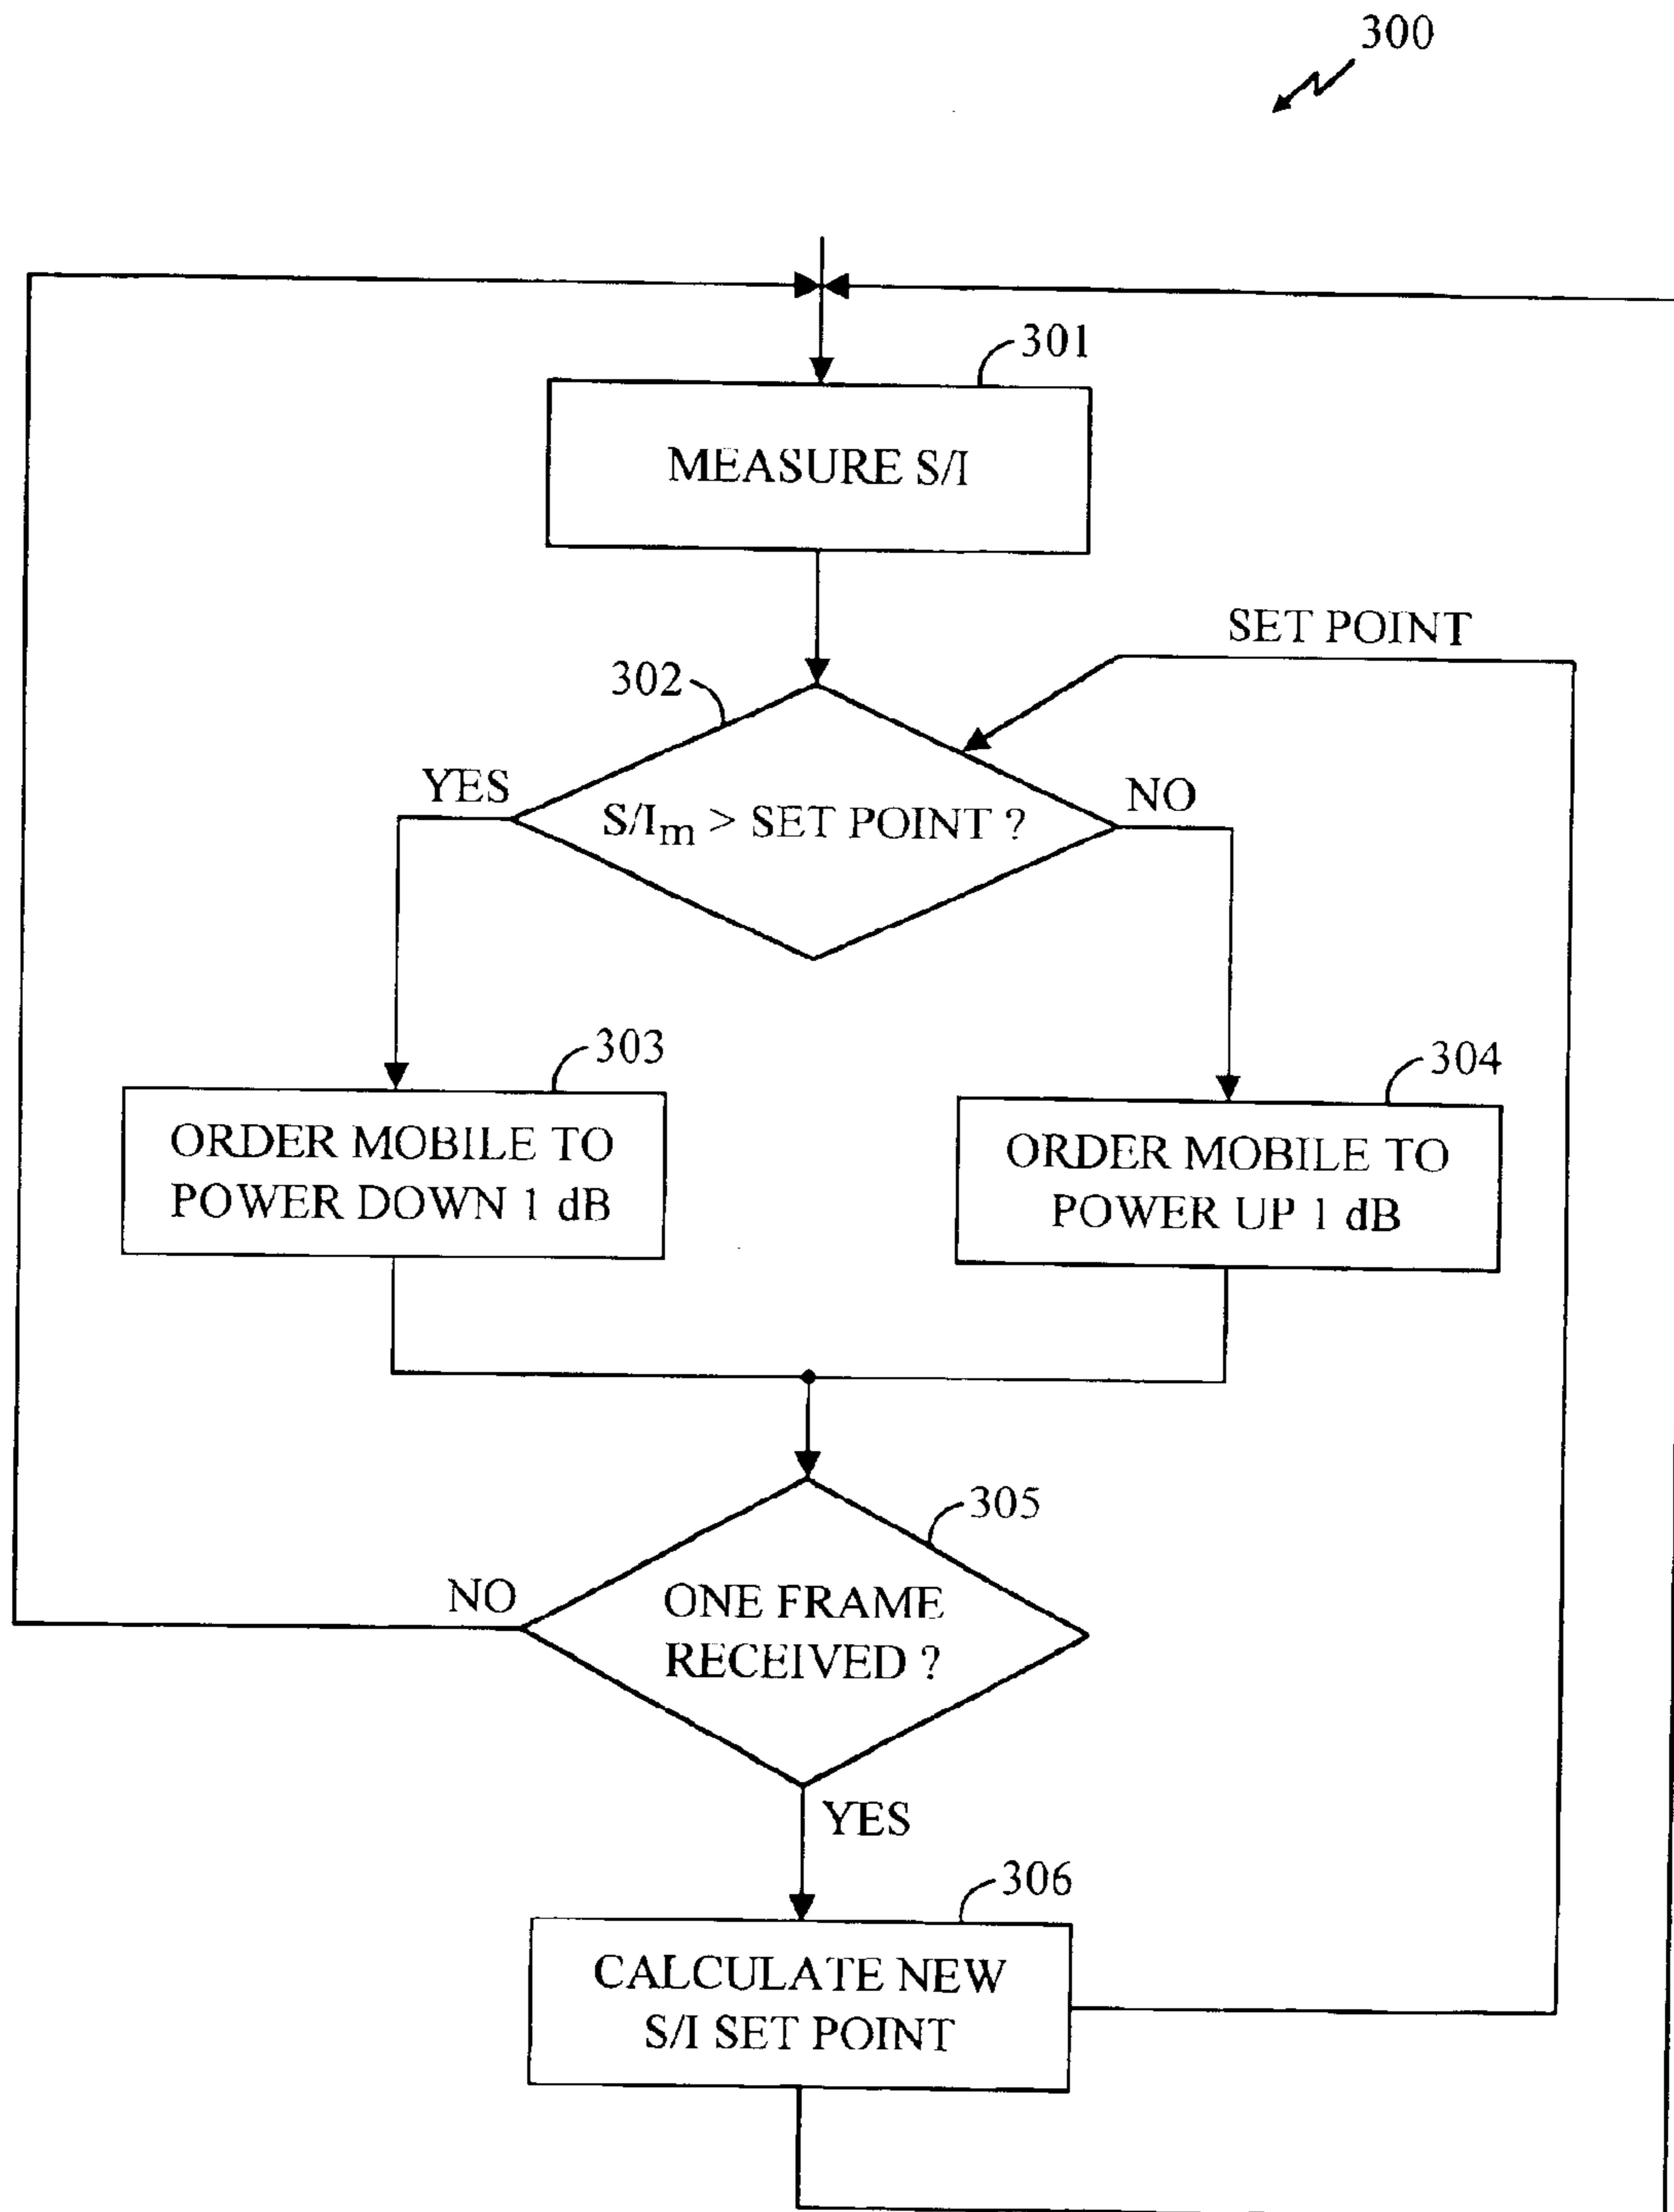 300
301
MEASURE S/I
SET POINT
302
YES
S/Im > SET POINT ?
NO
303
ORDER MOBILE TO
POWER DOWN 1 dB
304
ORDER MOBILE TO
POWER UP 1 dB
305
NO
ONE FRAME
RECEIVED ?
YES
306
CALCULATE NEW
S/I SET POINT